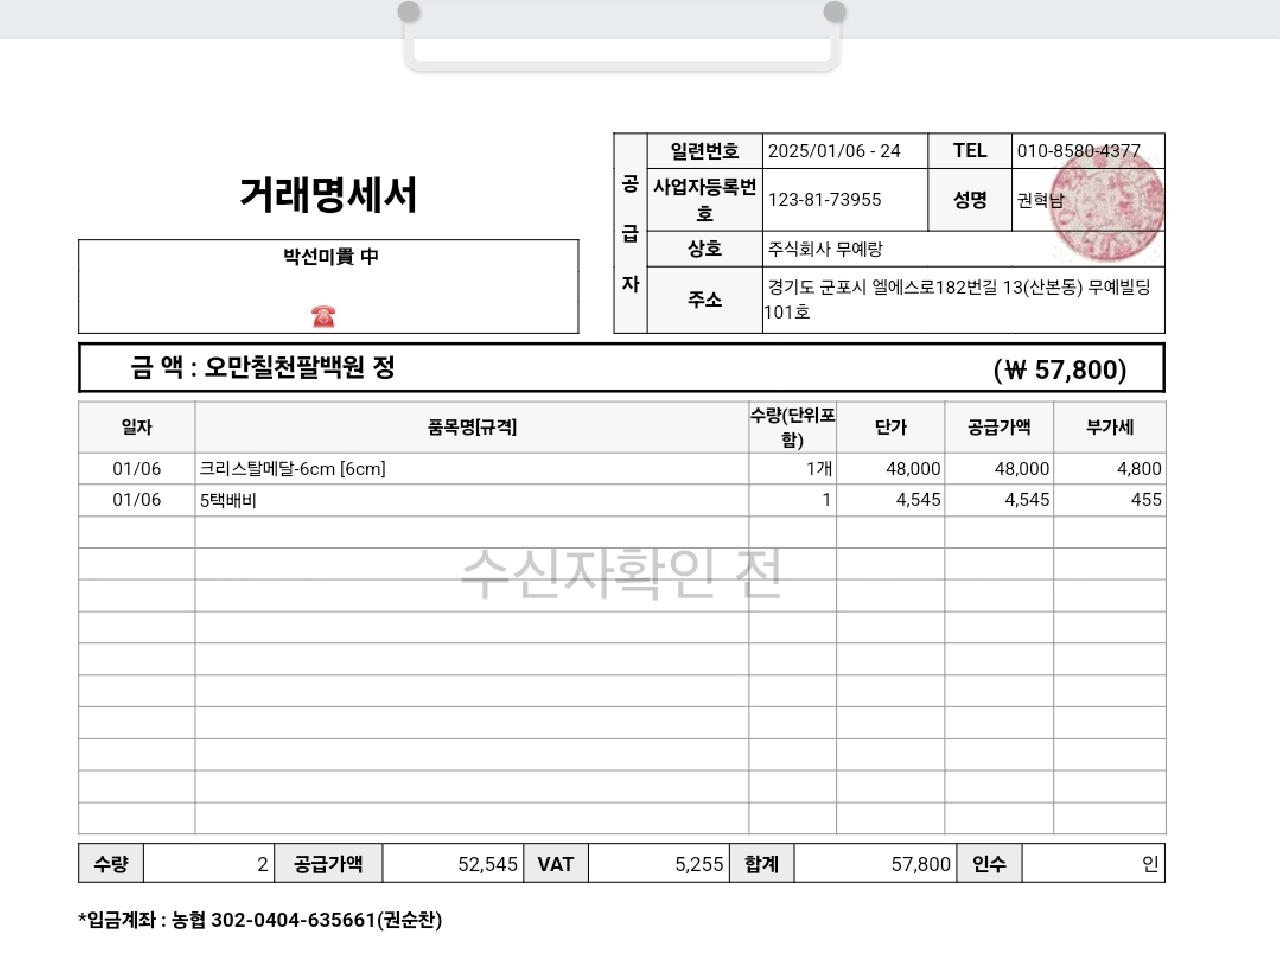 거래명세서
박선미貴 中
공급자
일련번호 2025/01/06 - 24 TEL 010-8580-4377
사업자등록번호 123-81-73955 성명 권혁남
상호 주식회사 무예랑
주소 경기도 군포시 엘에스로182번길 13(산본동) 무예빌딩
101호
금 액 : 오만칠천팔백원 정 (₩ 57,800)
일자 품목명[규격] 수량(단위포함) 단가 공급가액 부가세
01/06 크리스탈메달-6cm [6cm] 1개 48,000 48,000 4,800
01/06 5택배비 1 4,545 4,545 455
수신자확인 전
수량 2 공급가액 52,545 VAT 5,255 합계 57,800 인수 인
*입금계좌 : 농협 302-0404-635661(권순찬)